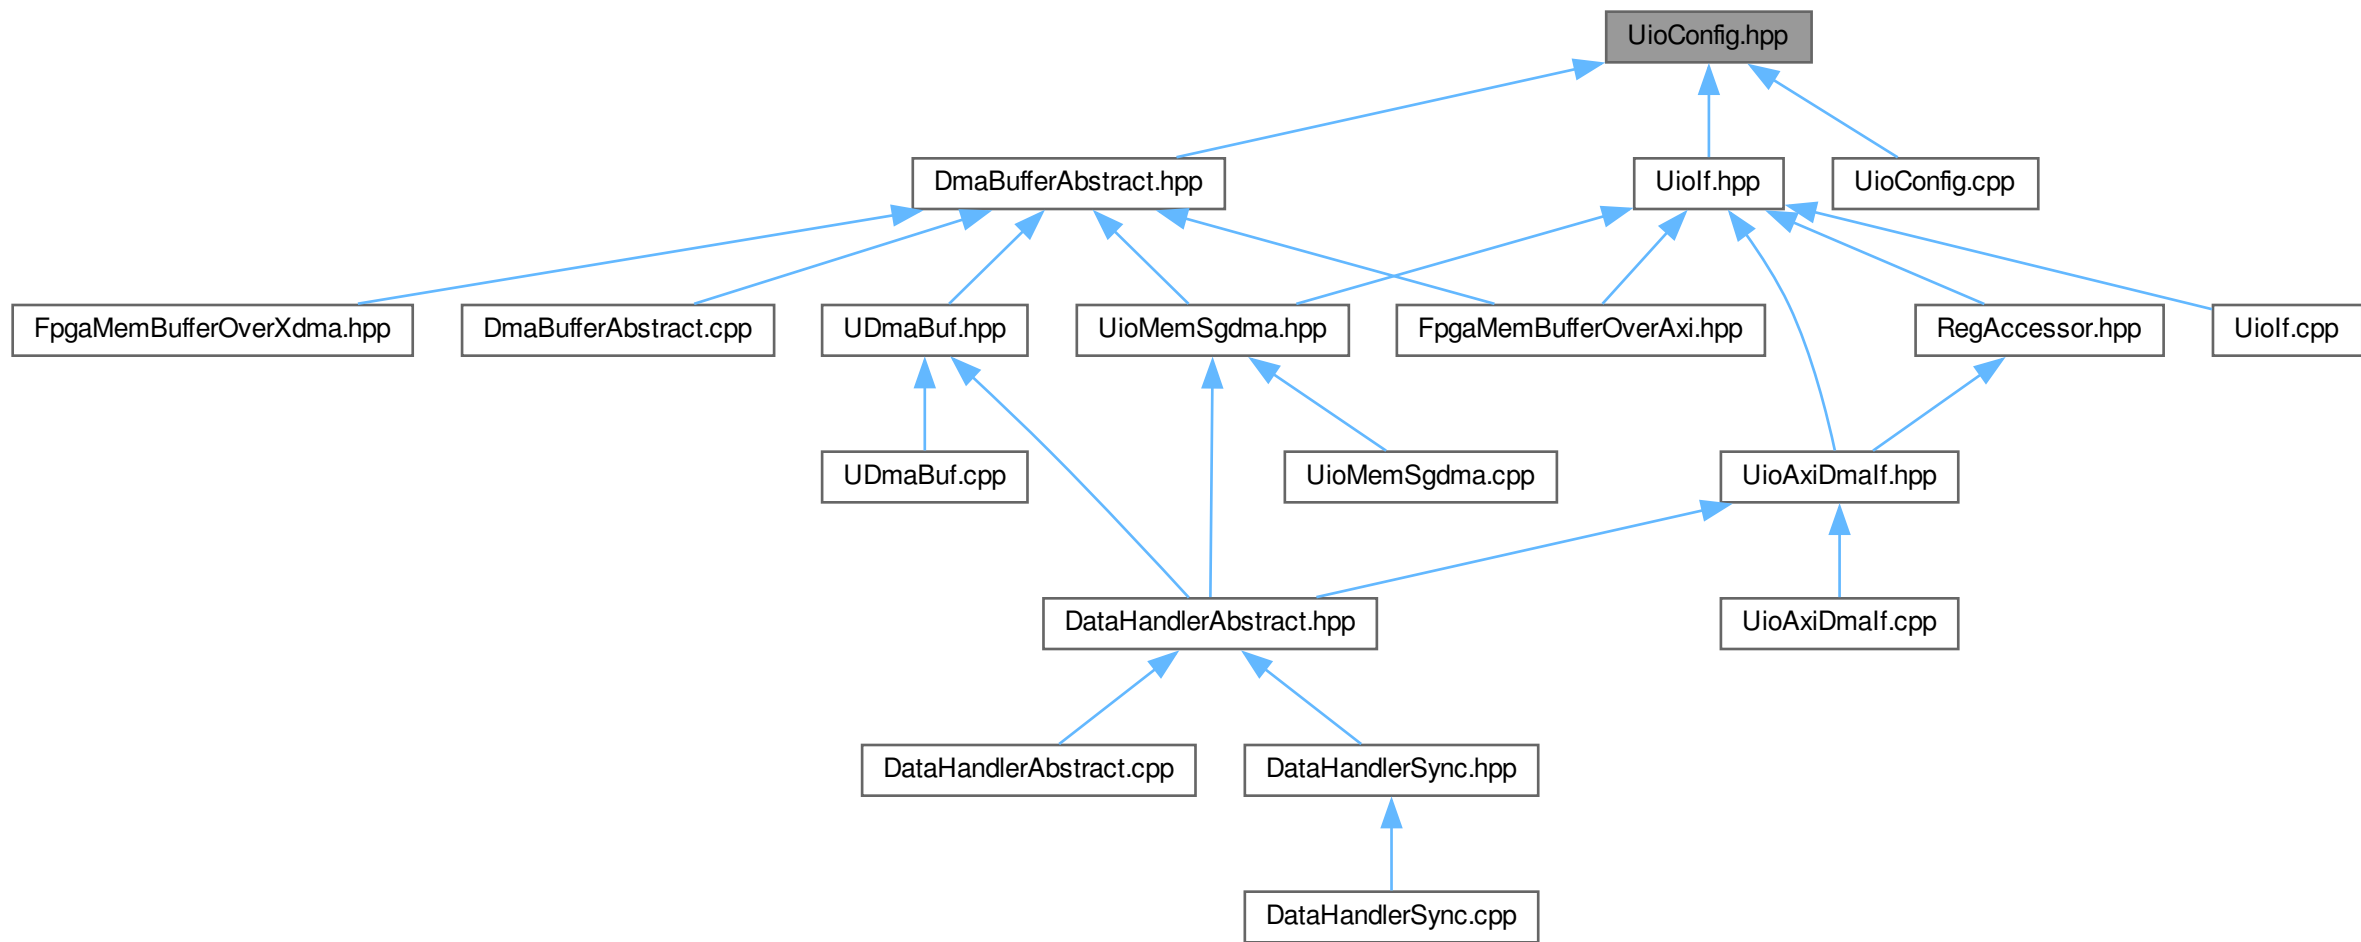 UioConfig.hpp
DmaBufferAbstract.hpp
UioIf.hpp
UioConfig.cpp
FpgaMemBufferOverXdma.hpp
DmaBufferAbstract.cpp
UDmaBuf.hpp
UioMemSgdma.hpp
FpgaMemBufferOverAxi.hpp
RegAccessor.hpp
UioIf.cpp
UDmaBuf.cpp
UioMemSgdma.cpp
UioAxiDmaIf.hpp
DataHandlerAbstract.hpp
UioAxiDmaIf.cpp
DataHandlerAbstract.cpp
DataHandlerSync.hpp
DataHandlerSync.cpp